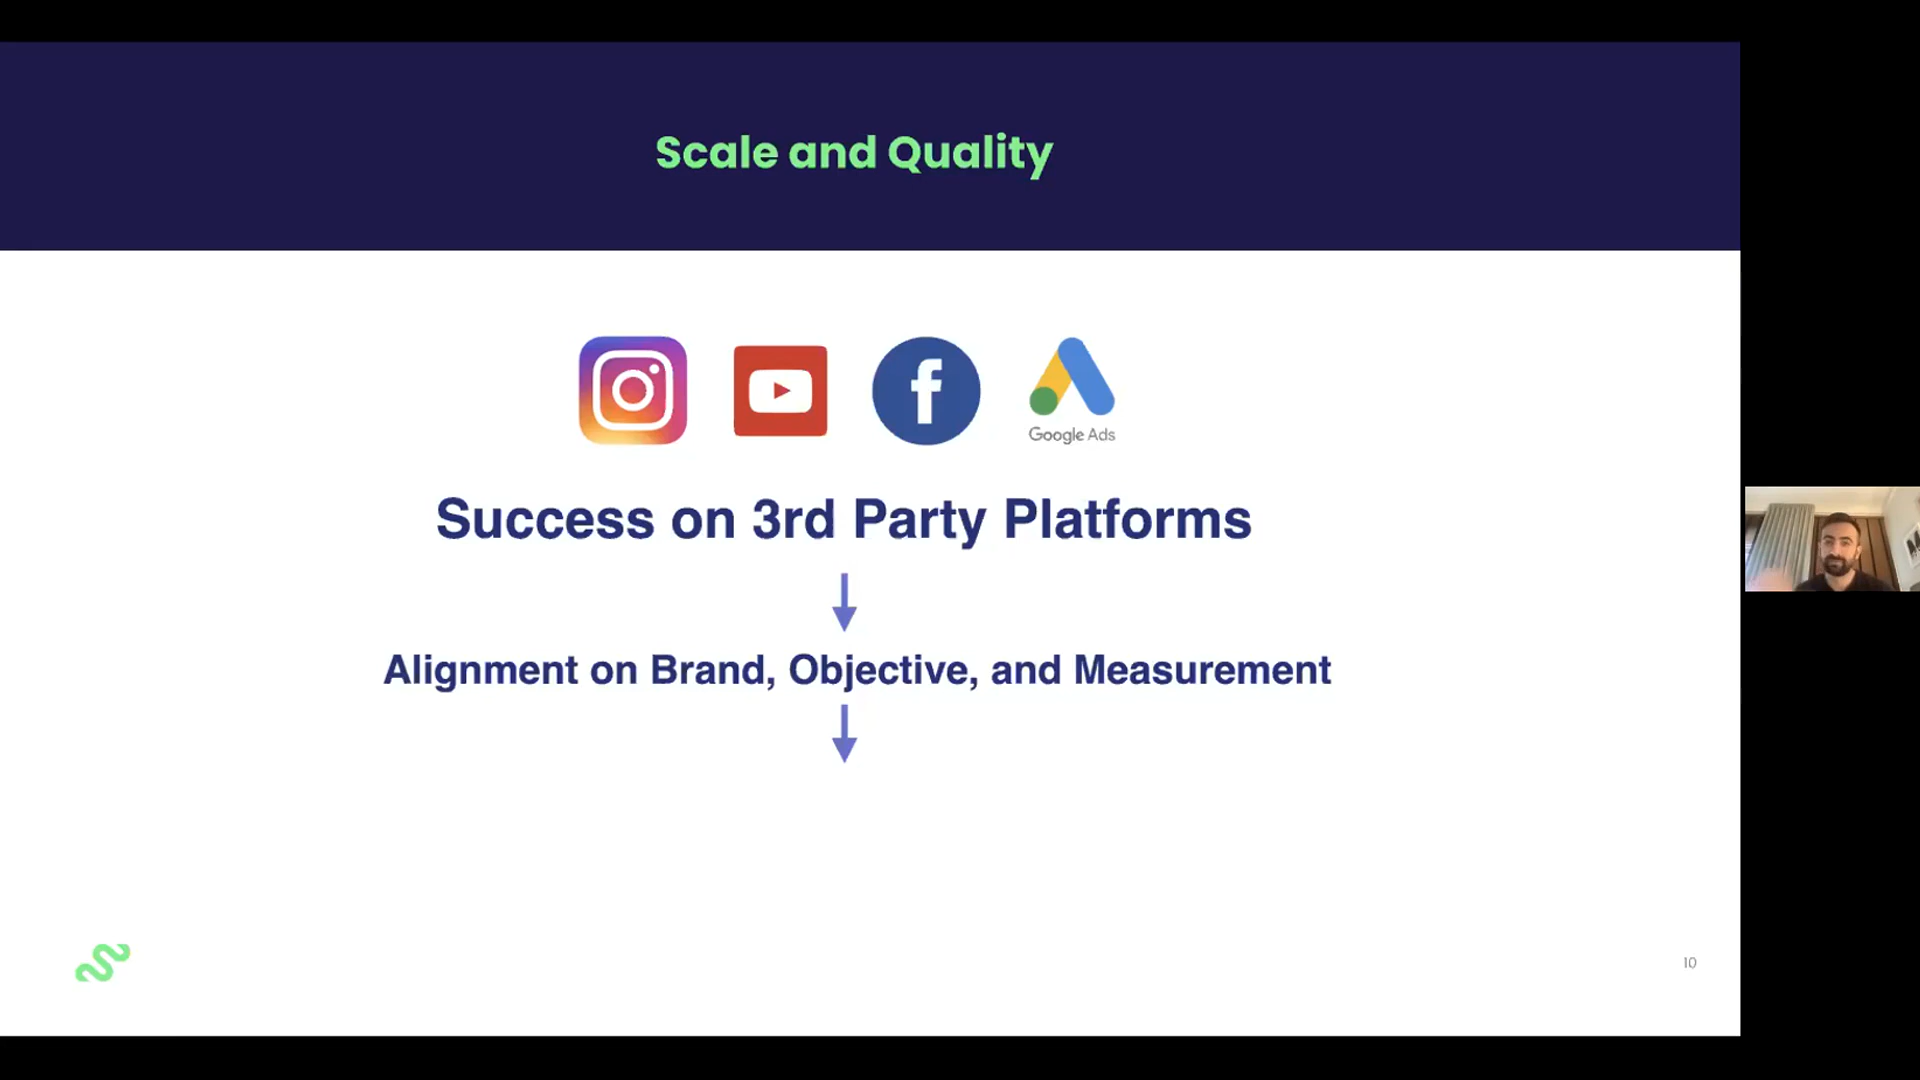 Scale and Quality
Google Ads
Success on 3rd Party Platforms
Alignment on Brand, Objective, and Measurement
10